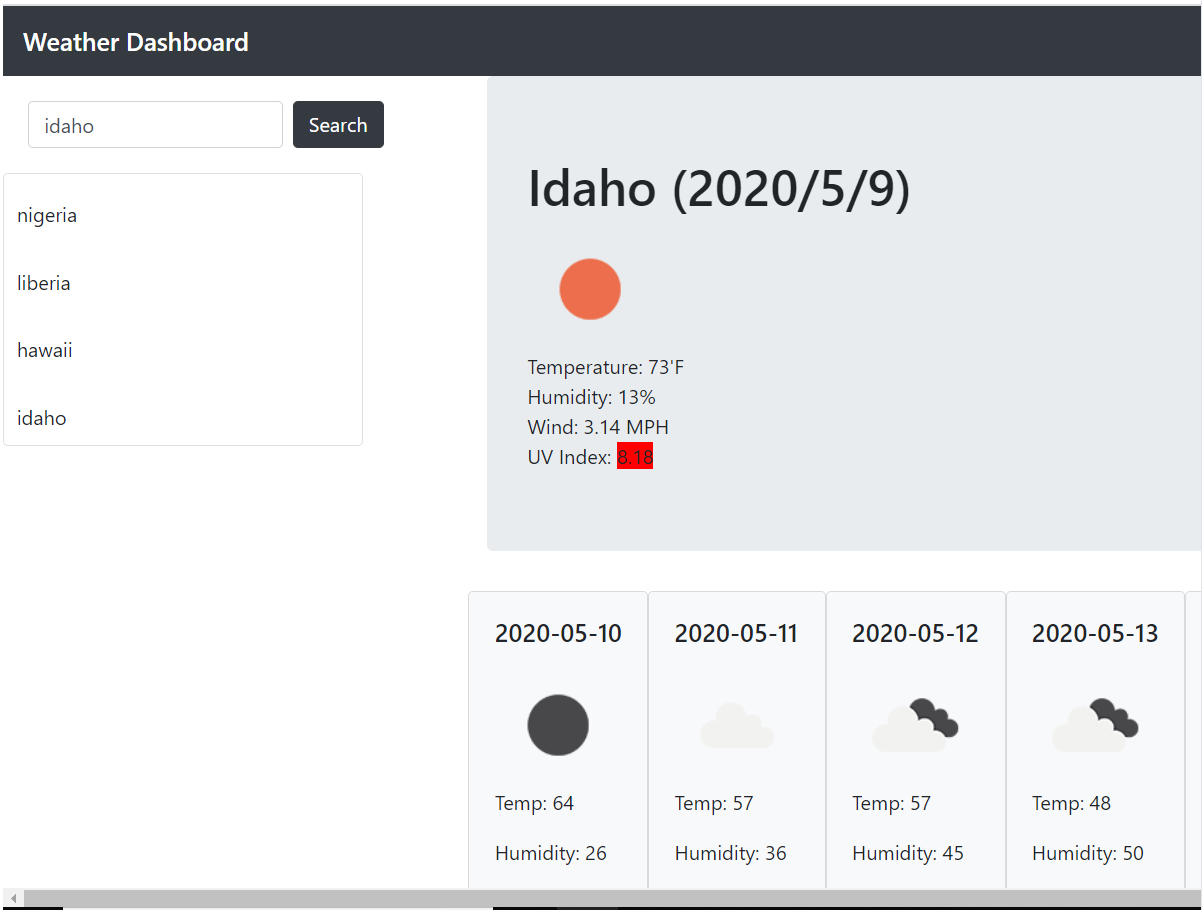 Weather Dashboard
idaho
Search
nigeria
liberia
hawaii
idaho
Idaho (2020/5/9)
Temperature: 73'F
Humidity: 13%
Wind: 3.14 MPH
UV Index: 8.18
2020-05-10
Temp: 64
Humidity: 26
2020-05-11
Temp: 57
Humidity: 36
2020-05-12
Temp: 57
Humidity: 45
2020-05-13
Temp: 48
Humidity: 50